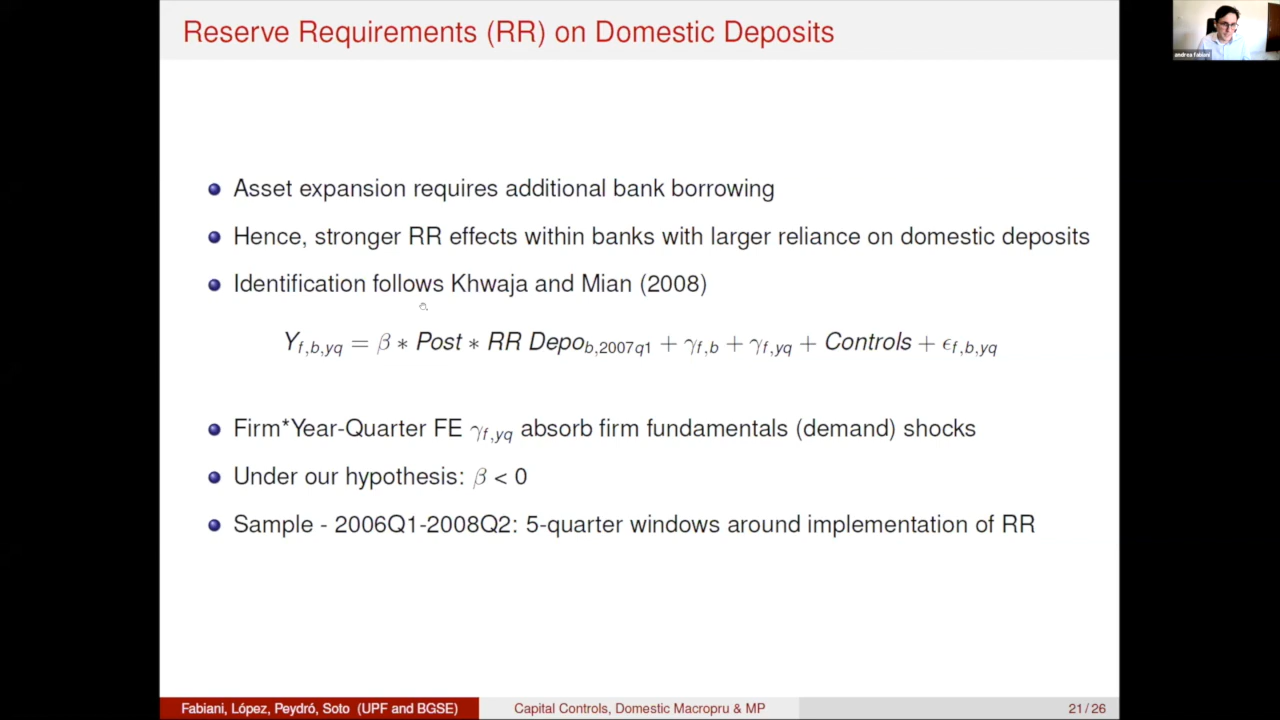 Reserve Requirements (RR) on Domestic Deposits
andrea fabiani
Asset expansion requires additional bank borrowing
Hence, stronger RR effects within banks with larger reliance on domestic deposits
Identification follows Khwaja and Mian (2008)
Y_{f,b,yq} = β * Post * RR Depo_{b,2007q1} + γ_{f,b} + γ_{f,yq} + Controls + ϵ_{f,b,yq}
Firm*Year-Quarter FE γ_{f,yq} absorb firm fundamentals (demand) shocks
Under our hypothesis: β < 0
Sample - 2006Q1-2008Q2: 5-quarter windows around implementation of RR
Fabiani, López, Peydró, Soto (UPF and BGSE)
Capital Controls, Domestic Macropru & MP
21 / 26